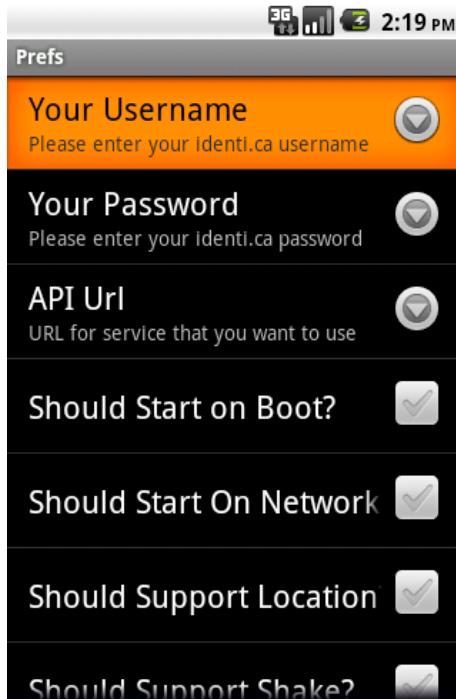 3G 2:19 PM
Prefs
Your Username
Please enter your identi.ca username
Your Password
Please enter your identi.ca password
API Url
URL for service that you want to use
Should Start on Boot?
Should Start On Network
Should Support Location
Should Support Shake?